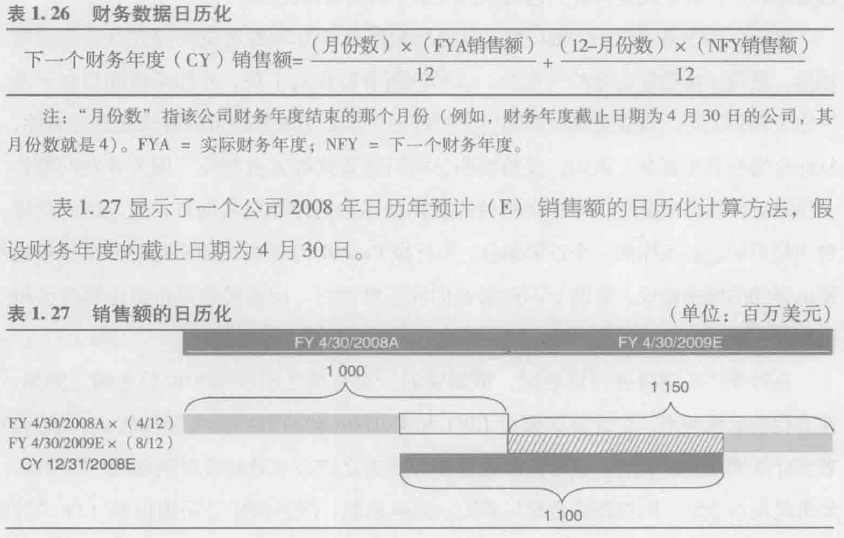 表 1.26 财务数据日历化
下一个财务年度（CY）销售额= (月份数) × (FYA销售额) / 12 + (12–月份数) × (NFY销售额) / 12
注：“月份数”指该公司财务年度结束的那个月份（例如，财务年度截止日期为 4 月 30 日的公司，其
月份数就是 4）。FYA = 实际财务年度；NFY = 下一个财务年度。
表 1.27 显示了一个公司 2008 年日历年预计（E）销售额的日历化计算方法，假
设财务年度的截止日期为 4 月 30 日。
表 1.27 销售额的日历化 （单位：百万美元）
FY 4/30/2008A FY 4/30/2009E
1 000
1 150
FY 4/30/2008A × ( 4/12)
FY 4/30/2009E × ( 8/12)
CY 12/31/2008E
1 100